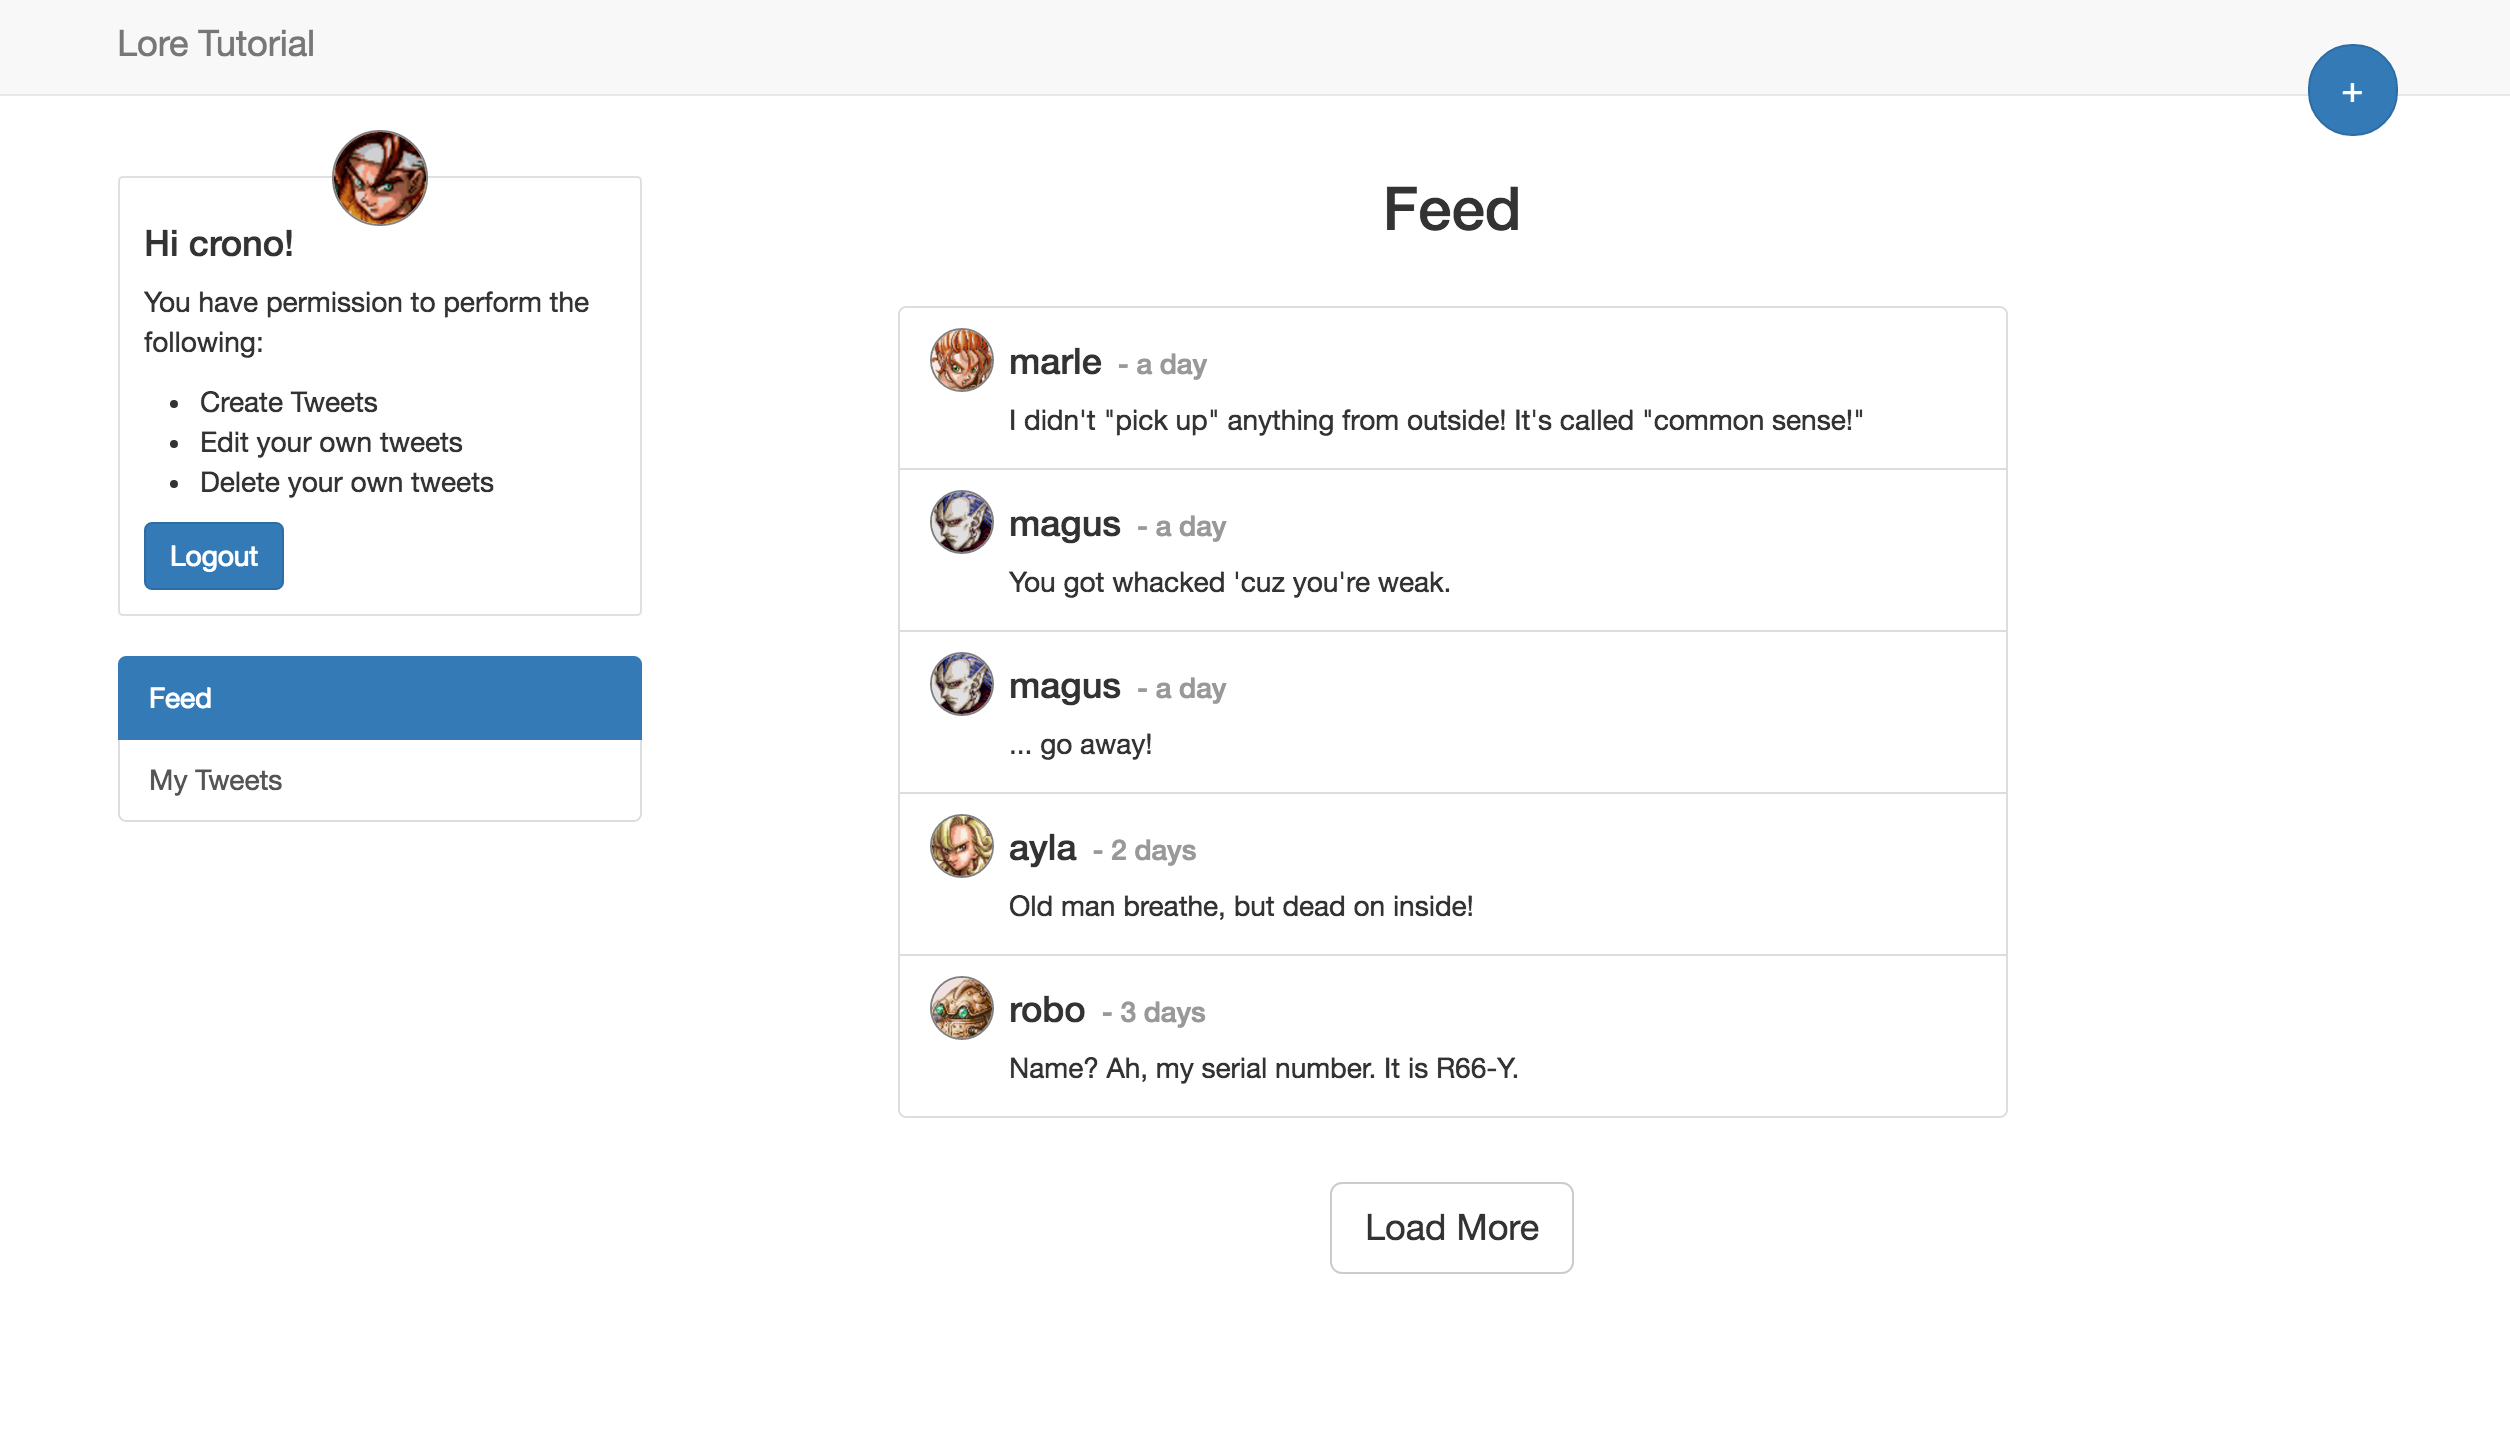 Lore Tutorial
+
Hi crono!
You have permission to perform the
following:
• Create Tweets
• Edit your own tweets
• Delete your own tweets
Logout
Feed
My Tweets
Feed
marle - a day
I didn't "pick up" anything from outside! It's called "common sense!"
magus - a day
You got whacked 'cuz you're weak.
magus - a day
... go away!
ayla - 2 days
Old man breathe, but dead on inside!
robo - 3 days
Name? Ah, my serial number. It is R66-Y.
Load More